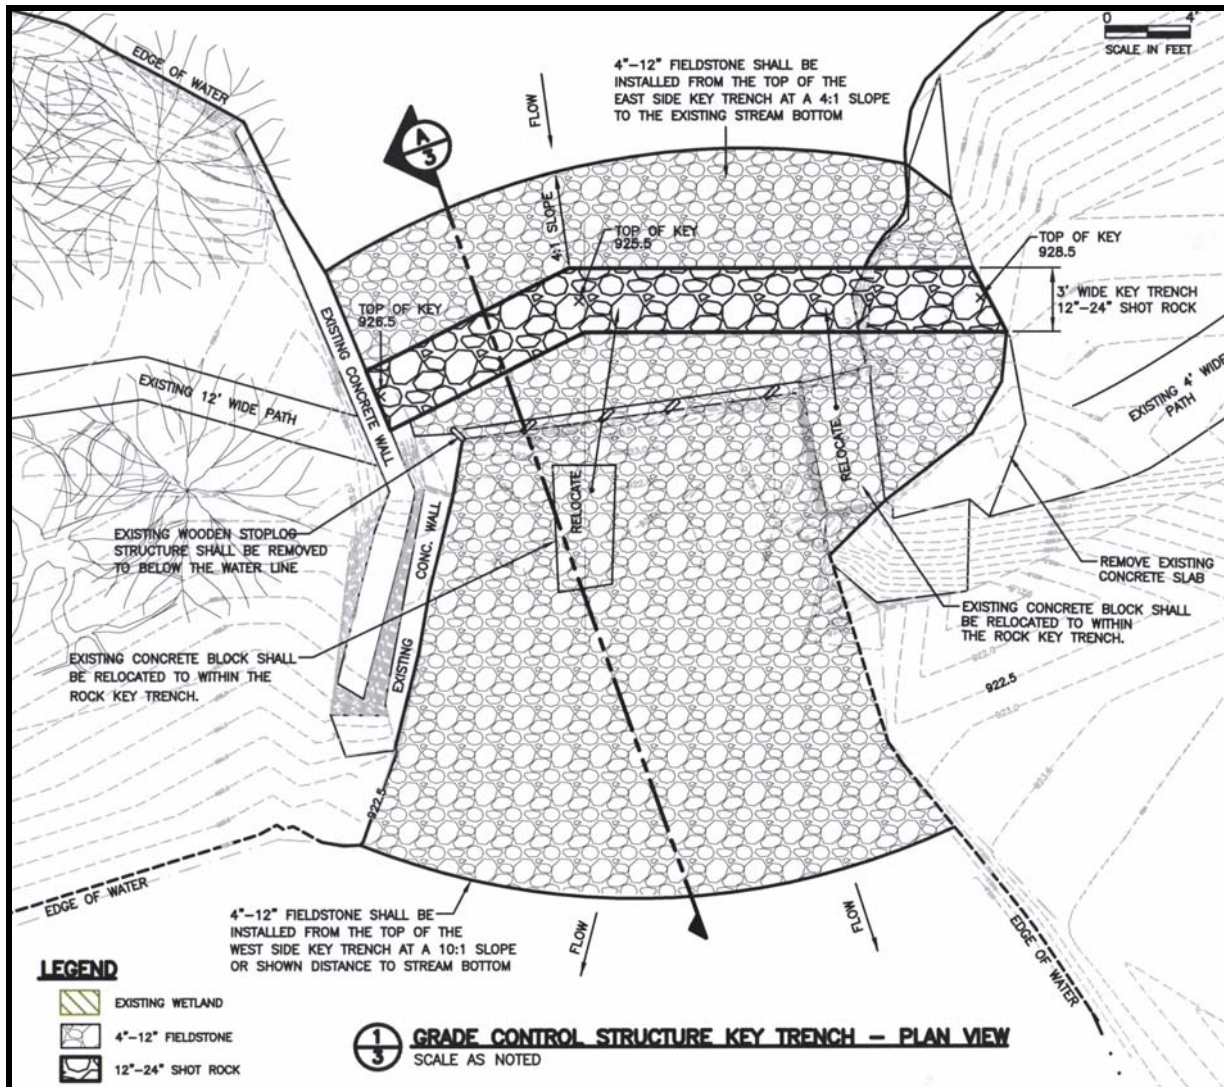 0 4'
SCALE IN FEET
EDGE OF WATER
FLOW
4"-12" FIELDSTONE SHALL BE
INSTALLED FROM THE TOP OF THE
EAST SIDE KEY TRENCH AT A 4:1 SLOPE
TO THE EXISTING STREAM BOTTOM
A
3
4:1 SLOPE
TOP OF KEY
925.5
TOP OF KEY
928.5
3' WIDE KEY TRENCH
12"-24" SHOT ROCK
TOP OF KEY
926.5
EXISTING CONCRETE WALL
EXISTING 12' WIDE PATH
EXISTING 4' WIDE
PATH
RELOCATE
RELOCATE
EXISTING WOODEN STOPLOG
STRUCTURE SHALL BE REMOVED
TO BELOW THE WATER LINE
EXISTING CONC. WALL
REMOVE EXISTING
CONCRETE SLAB
EXISTING CONCRETE BLOCK SHALL
BE RELOCATED TO WITHIN
THE ROCK KEY TRENCH.
EXISTING CONCRETE BLOCK SHALL
BE RELOCATED TO WITHIN THE
ROCK KEY TRENCH.
922.0
922.5
923.0
922.5
EDGE OF WATER
4"-12" FIELDSTONE SHALL BE
INSTALLED FROM THE TOP OF THE
WEST SIDE KEY TRENCH AT A 10:1 SLOPE
OR SHOWN DISTANCE TO STREAM BOTTOM
FLOW
FLOW
EDGE OF WATER
LEGEND
EXISTING WETLAND
4"-12" FIELDSTONE
12"-24" SHOT ROCK
1
3
GRADE CONTROL STRUCTURE KEY TRENCH - PLAN VIEW
SCALE AS NOTED